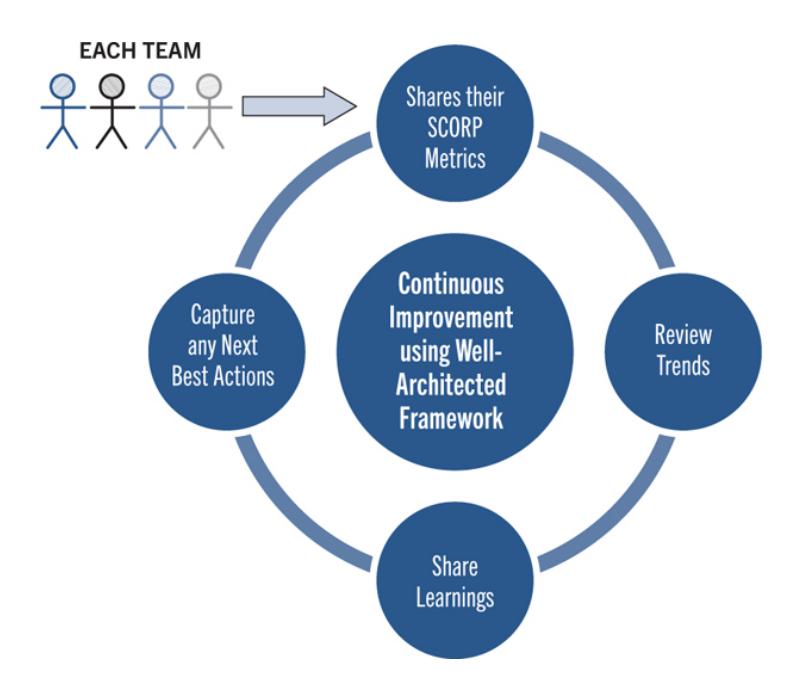 EACH TEAM
Shares their
SCORP
Metrics
Continuous
Improvement
using Well-
Architected
Framework
Capture
any Next
Best Actions
Review
Trends
Share
Learnings